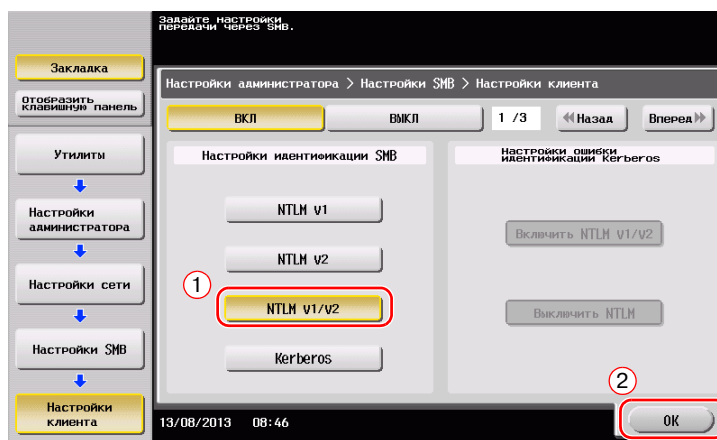 Задайте настройки
передачи через SMB.
Закладка
Отобразить
клавишную панель
Настройки администратора > Настройки SMB > Настройки клиента
ВКЛ
ВЫКЛ
1 /3
Назад
Вперед
Утилиты
Настройки
администратора
Настройки сети
Настройки SMB
Настройки
клиента
Настройки идентификации SMB
NTLM v1
NTLM v2
1
NTLM v1/v2
Kerberos
Настройки ошибки
идентификации Kerberos
Включить NTLM v1/v2
Выключить NTLM
2
13/08/2013 08:46
OK